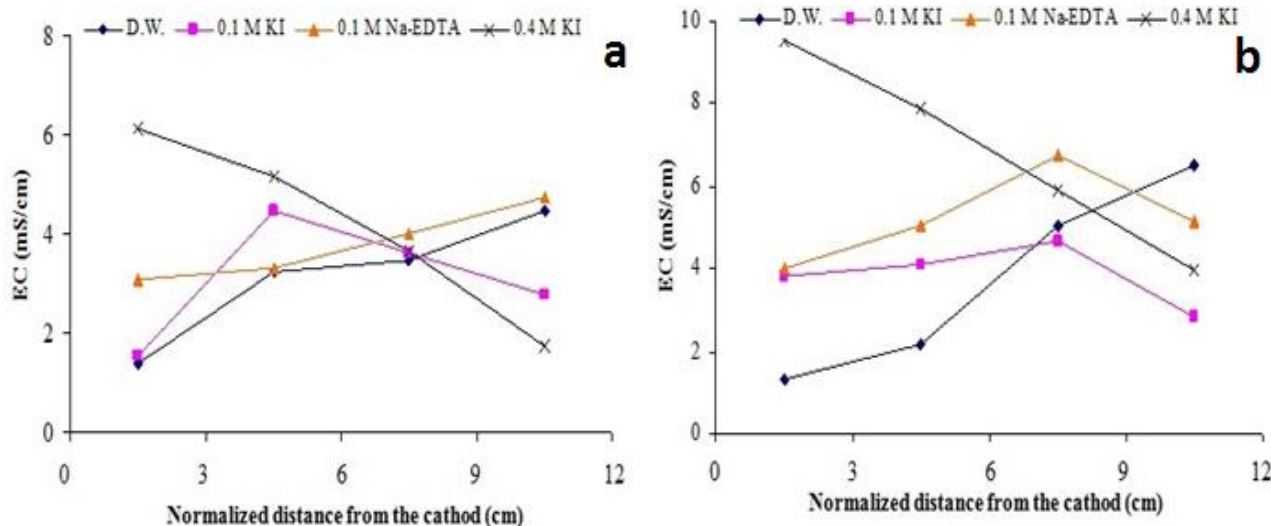 D.W. 0.1 M KI 0.1 M Na-EDTA 0.4 M KI
a
8
6
4
2
0
EC (mS/cm)
0 3 6 9 12
Normalized distance from the cathod (cm)
D.W. 0.1 M KI 0.1 M Na-EDTA 0.4 M KI
b
10
8
6
4
2
0
EC (mS/cm)
0 3 6 9 12
Normalized distance from the cathod (cm)